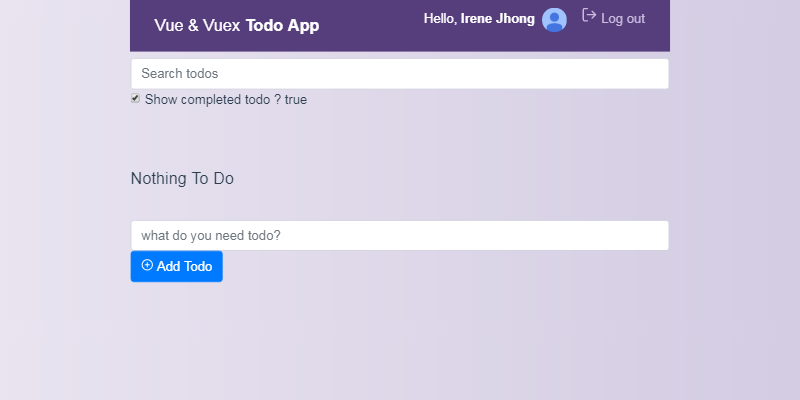 Vue & Vuex Todo App
Hello, Irene Jhong
Log out
Search todos
Show completed todo ? true
Nothing To Do
what do you need todo?
Add Todo